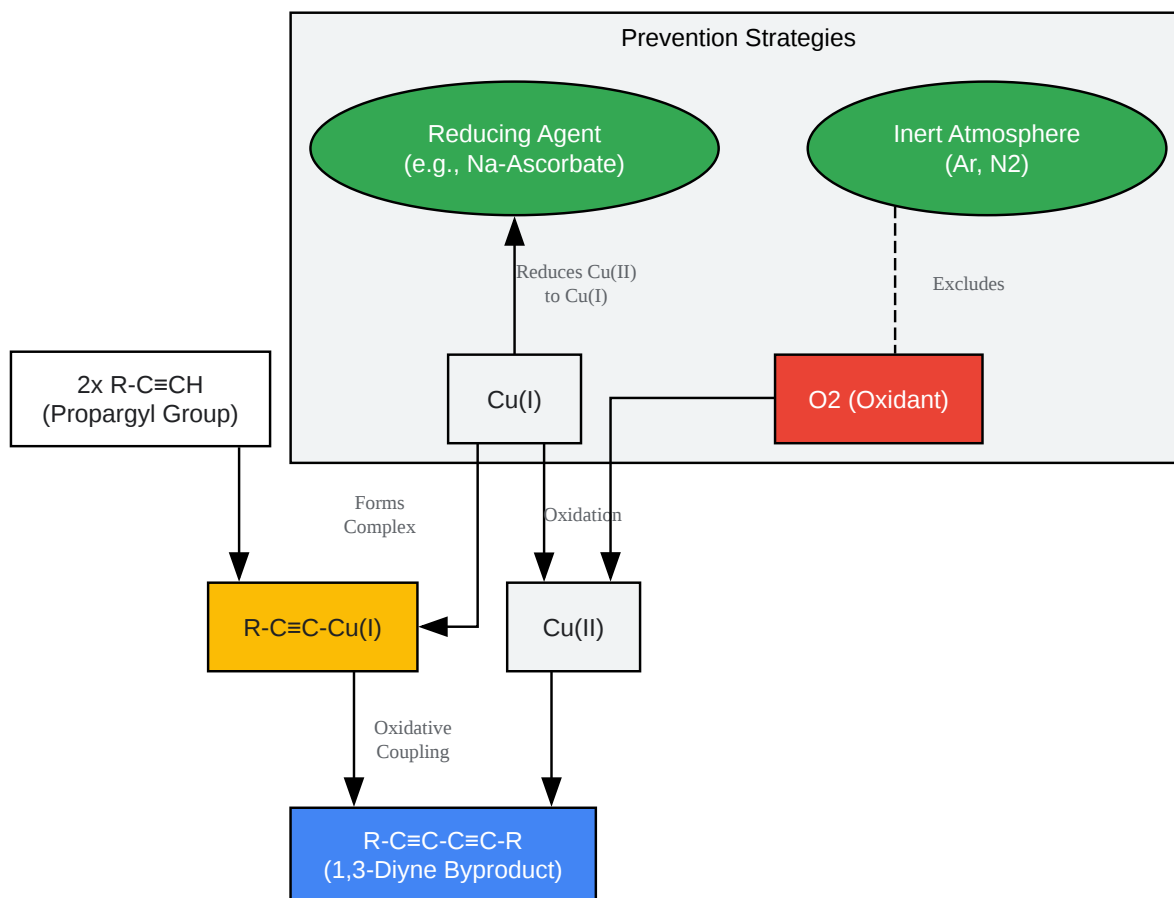 Prevention Strategies
Reducing Agent
(e.g., Na-Ascorbate)
Inert Atmosphere
(Ar, N2)
Reduces Cu(II)
to Cu(I)
Excludes
2x R-C≡CH
(Propargyl Group)
Cu(I)
O2 (Oxidant)
Forms
Complex
Oxidation
R-C≡C-Cu(I)
Cu(II)
Oxidative
Coupling
R-C≡C-C≡C-R
(1,3-Diyne Byproduct)